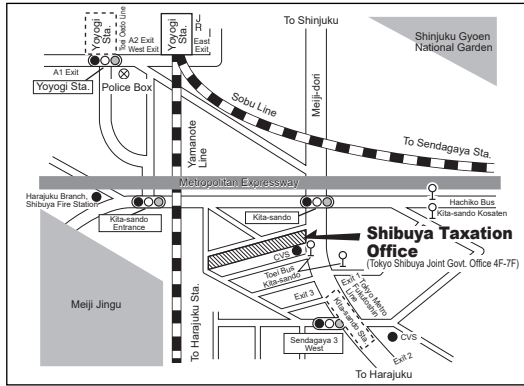 To Shinjuku
Shinjuku Gyoen
National Garden
Yoyogi
Sta.
Toei Oedo Line
A2 Exit
West Exit
Yoyogi
Sta.
JR
East
Exit
A1 Exit
Yoyogi Sta.
Police Box
Meiji-dori
Sobu Line
To Sendagaya Sta.
Yamanote
Line
Metropolitan Expressway
Harajuku Branch,
Shibuya Fire Station
Hachiko Bus
Kita-sando Kosaten
Kita-sando
Entrance
Kita-sando
Shibuya Taxation
Office
(Tokyo Shibuya Joint Govt. Office 4F-7F)
CVS
Toei Bus
Kita-sando
Meiji Jingu
To Harajuku Sta.
Exit 3
Exit 1
Tokyo Metro
Fukutoshin
Line
Kita-sando Sta.
CVS
Sendagaya 3
West
Exit 2
To Harajuku